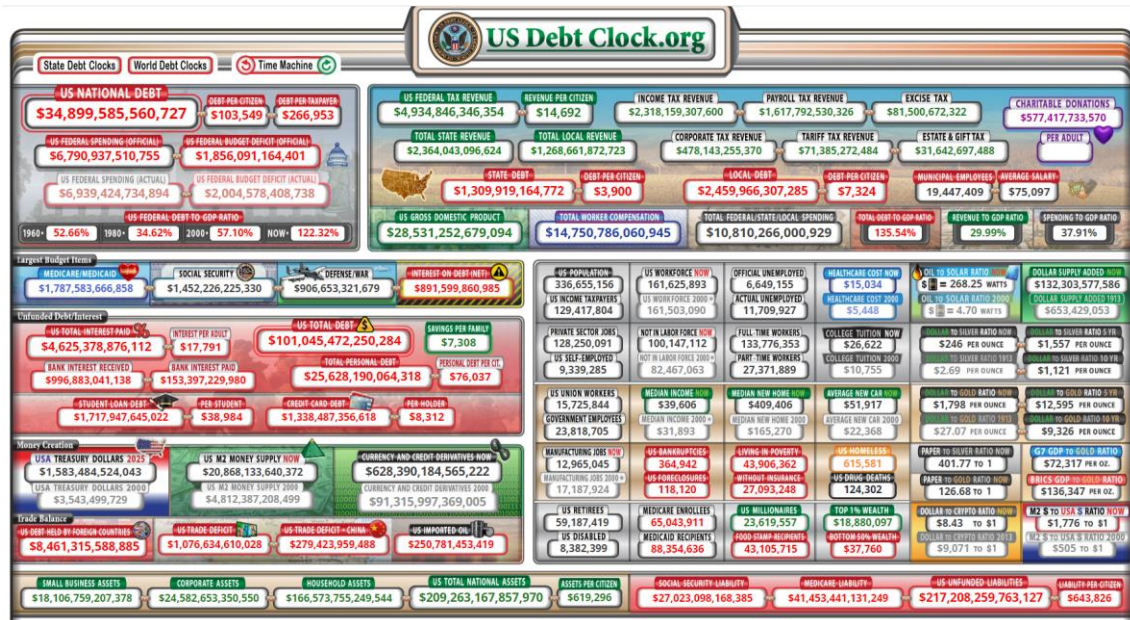 US Debt Clock.org
State Debt Clocks World Debt Clocks Time Machine
US NATIONAL DEBT
$34,899,585,560,727
DEBT PER CITIZEN
$103,549
DEBT PER TAXPAYER
$266,953
US FEDERAL SPENDING (OFFICIAL)
$6,790,937,510,755
US FEDERAL BUDGET DEFICIT (OFFICIAL)
$1,856,091,164,401
US FEDERAL SPENDING (ACTUAL)
$6,939,424,734,894
US FEDERAL BUDGET DEFICIT (ACTUAL)
$2,004,578,408,738
US FEDERAL DEBT TO GDP RATIO
1960• 52.66% 1980• 34.62% 2000• 57.10% NOW• 122.32%
US FEDERAL TAX REVENUE
$4,934,846,346,354
REVENUE PER CITIZEN
$14,692
INCOME TAX REVENUE
$2,318,159,307,600
PAYROLL TAX REVENUE
$1,617,792,530,326
EXCISE TAX
$81,500,672,322
CHARITABLE DONATIONS
$577,417,733,570
PER ADULT
TOTAL STATE REVENUE
$2,364,043,096,624
TOTAL LOCAL REVENUE
$1,268,661,872,723
CORPORATE TAX REVENUE
$478,143,255,370
TARIFF TAX REVENUE
$71,385,272,484
ESTATE & GIFT TAX
$31,642,697,488
STATE DEBT
$1,309,919,164,772
DEBT PER CITIZEN
$3,900
LOCAL DEBT
$2,459,966,307,285
DEBT PER CITIZEN
$7,324
MUNICIPAL EMPLOYEES
19,447,409
AVERAGE SALARY
$75,097
US GROSS DOMESTIC PRODUCT
$28,531,252,679,094
TOTAL WORKER COMPENSATION
$14,750,786,060,945
TOTAL FEDERAL/STATE/LOCAL SPENDING
$10,810,266,000,929
TOTAL DEBT TO GDP RATIO
135.54%
REVENUE TO GDP RATIO
29.99%
SPENDING TO GDP RATIO
37.91%
Largest Budget Items
MEDICARE/MEDICAID
$1,787,583,666,858
SOCIAL SECURITY
$1,452,226,225,330
DEFENSE/WAR
$906,653,321,679
INTEREST ON DEBT (NET)
$891,599,860,985
Unfunded Debt/Interest
US TOTAL INTEREST PAID
$4,625,378,876,112
INTEREST PER ADULT
$17,791
US TOTAL DEBT
$101,045,472,250,284
SAVINGS PER FAMILY
$7,308
BANK INTEREST RECEIVED
$996,883,041,138
BANK INTEREST PAID
$153,397,229,980
TOTAL PERSONAL DEBT
$25,628,190,064,318
PERSONAL DEBT PER CIT.
$76,037
STUDENT LOAN DEBT
$1,717,947,645,022
PER STUDENT
$38,984
CREDIT CARD DEBT
$1,338,487,356,618
PER HOLDER
$8,312
Money Creation
USA TREASURY DOLLARS 2025
$1,583,484,524,043
USA TREASURY DOLLARS 2000
$3,543,499,729
US M2 MONEY SUPPLY NOW
$20,868,133,640,372
US M2 MONEY SUPPLY 2000
$4,812,387,208,499
CURRENCY AND CREDIT DERIVATIVES NOW
$628,390,184,565,222
CURRENCY AND CREDIT DERIVATIVES 2000
$91,315,997,369,005
Trade Balance
US DEBT HELD BY FOREIGN COUNTRIES
$8,461,315,588,885
US TRADE DEFICIT
$1,076,634,610,028
US TRADE DEFICIT - CHINA
$279,423,959,488
US IMPORTED OIL
$250,781,453,419
US POPULATION
336,655,156
US WORKFORCE NOW
161,625,893
OFFICIAL UNEMPLOYED
6,649,155
HEALTHCARE COST NOW
$15,034
OIL to SOLAR RATIO NOW
$ = 268.25 WATTS
DOLLAR SUPPLY ADDED NOW
$132,303,577,586
US INCOME TAXPAYERS
129,417,804
US WORKFORCE 2000
161,503,090
ACTUAL UNEMPLOYED
11,709,927
HEALTHCARE COST 2000
$5,448
OIL to SOLAR RATIO 2000
$ = 4.70 WATTS
DOLLAR SUPPLY ADDED 1913
$653,429,053
PRIVATE SECTOR JOBS
128,250,091
NOT IN LABOR FORCE NOW
100,147,112
FULL-TIME WORKERS
133,776,353
COLLEGE TUITION NOW
$26,622
DOLLAR to SILVER RATIO NOW
$246 PER OUNCE
DOLLAR to SILVER RATIO 5 YR
$1,557 PER OUNCE
US SELF-EMPLOYED
9,339,285
NOT IN LABOR FORCE 2000
82,467,063
PART-TIME WORKERS
27,371,889
COLLEGE TUITION 2000
$10,755
DOLLAR to SILVER RATIO 1913
$2.69 PER OUNCE
DOLLAR to SILVER RATIO 10 YR
$1,121 PER OUNCE
US UNION WORKERS
15,725,844
MEDIAN INCOME NOW
$39,606
MEDIAN NEW HOME NOW
$409,406
AVERAGE NEW CAR NOW
$51,917
DOLLAR to GOLD RATIO NOW
$1,798 PER OUNCE
DOLLAR to GOLD RATIO 5 YR
$12,595 PER OUNCE
GOVERNMENT EMPLOYEES
23,818,705
MEDIAN INCOME 2000
$31,893
MEDIAN NEW HOME 2000
$165,270
AVERAGE NEW CAR 2000
$22,368
DOLLAR to GOLD RATIO 1913
$27.07 PER OUNCE
DOLLAR to GOLD RATIO 10 YR
$9,326 PER OUNCE
MANUFACTURING JOBS NOW
12,965,045
US BANKRUPTCIES
364,942
LIVING IN POVERTY
43,906,362
US HOMELESS
615,581
PAPER to SILVER RATIO NOW
401.77 to 1
G7 GDP to GOLD RATIO
$72,317 PER OZ.
MANUFACTURING JOBS 2000
17,187,924
US FORECLOSURES
118,120
WITHOUT INSURANCE
27,093,248
US DRUG DEATHS
124,302
PAPER to GOLD RATIO NOW
126.68 to 1
BRICS GDP to GOLD RATIO
$136,347 PER OZ.
US RETIREES
59,187,419
MEDICARE ENROLLEES
65,043,911
US MILLIONAIRES
23,619,557
TOP 1% WEALTH
$18,880,097
DOLLAR to CRYPTO RATIO NOW
$8.43 to $1
M2 $ to USA $ RATIO NOW
$1,776 to $1
US DISABLED
8,382,399
MEDICAID RECIPIENTS
88,354,636
FOOD STAMP RECIPIENTS
43,105,715
BOTTOM 50% WEALTH
$37,760
DOLLAR to CRYPTO RATIO 2013
$9,071 to $1
M2 $ to USA $ RATIO 2000
$505 to $1
SMALL BUSINESS ASSETS
$18,106,759,207,378
CORPORATE ASSETS
$24,582,653,350,550
HOUSEHOLD ASSETS
$166,573,755,249,544
US TOTAL NATIONAL ASSETS
$209,263,167,857,970
ASSETS PER CITIZEN
$619,296
SOCIAL SECURITY LIABILITY
$27,023,098,168,385
MEDICARE LIABILITY
$41,453,441,131,249
US UNFUNDED LIABILITIES
$217,208,259,763,127
LIABILITY PER CITIZEN
$643,826